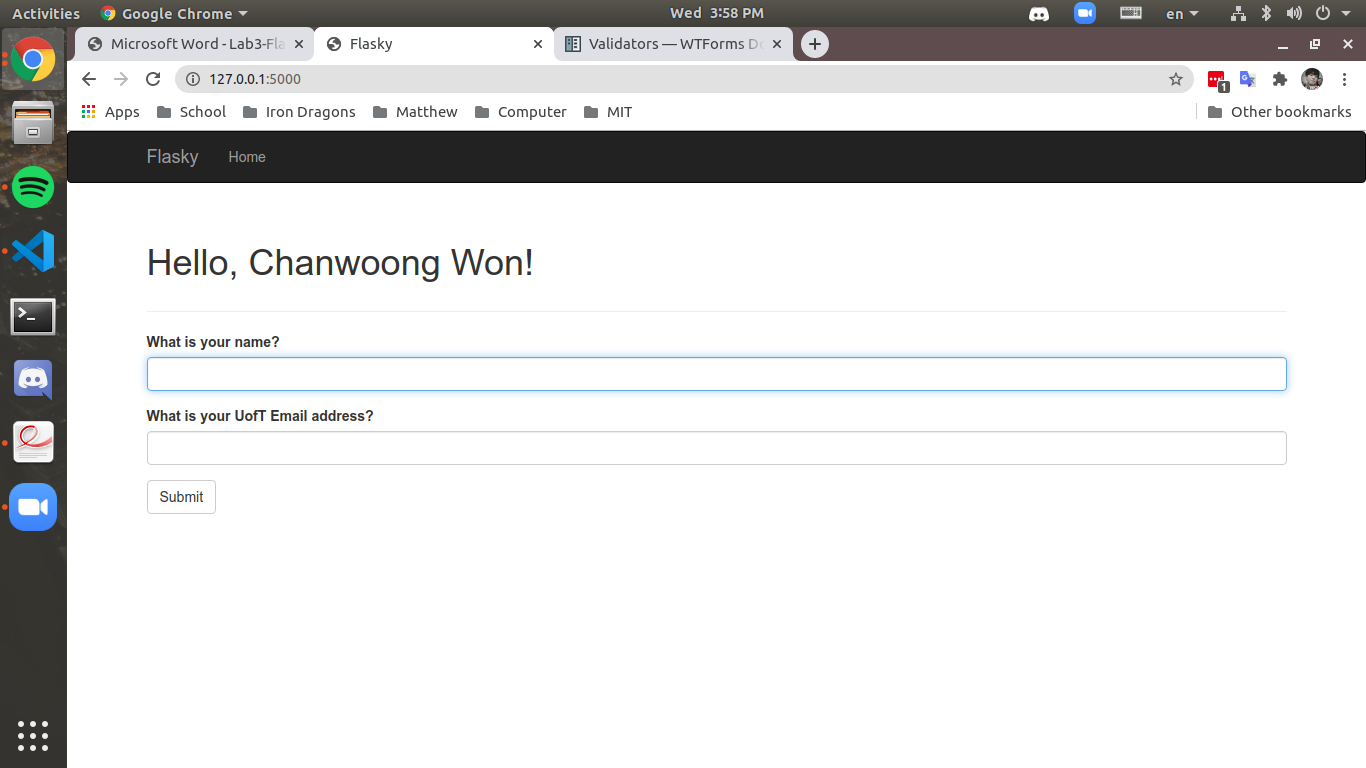 Activities Google Chrome Wed 3:58 PM en
Microsoft Word - Lab3-Fla Flasky Validators — WTForms Do
127.0.0.1:5000 1
Apps School Iron Dragons Matthew Computer MIT Other bookmarks
Flasky Home
Hello, Chanwoong Won!
What is your name?
What is your UofT Email address?
Submit